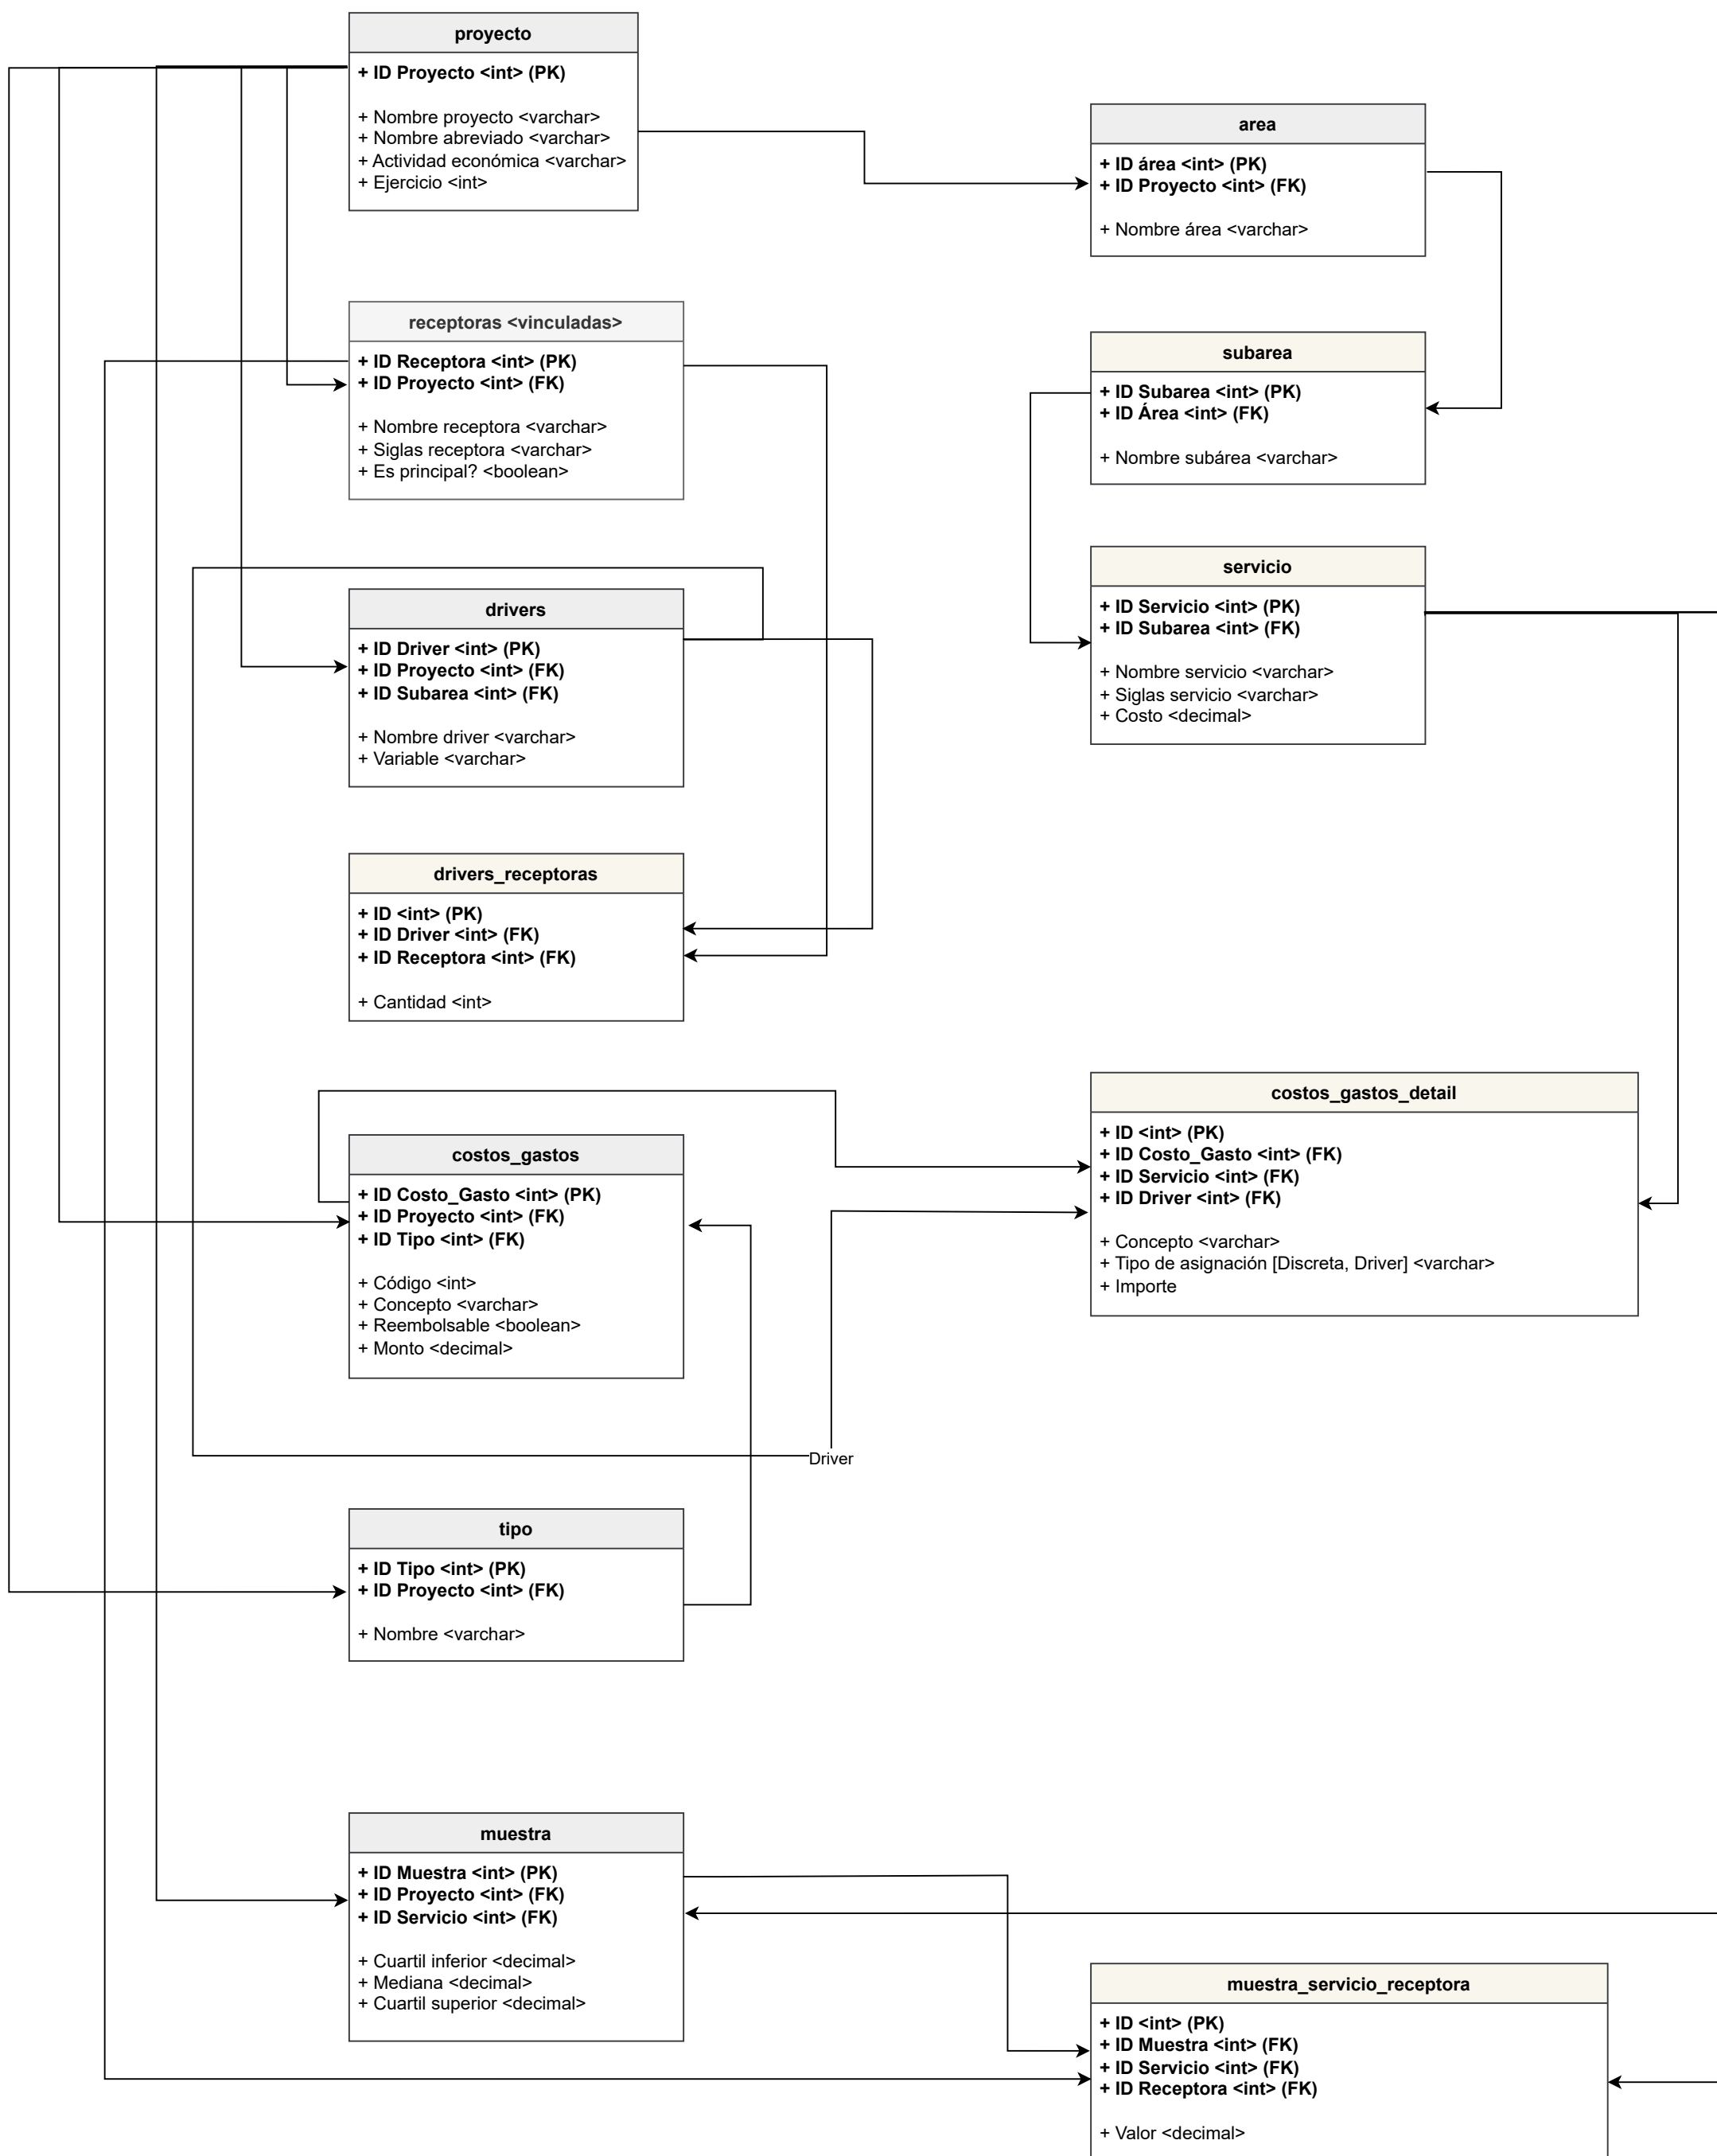 proyecto
+ ID Proyecto <int> (PK)
+ Nombre proyecto <varchar>
+ Nombre abreviado <varchar>
+ Actividad económica <varchar>
+ Ejercicio <int>
area
+ ID área <int> (PK)
+ ID Proyecto <int> (FK)
+ Nombre área <varchar>
receptoras <vinculadas>
+ ID Receptora <int> (PK)
+ ID Proyecto <int> (FK)
+ Nombre receptora <varchar>
+ Siglas receptora <varchar>
+ Es principal? <boolean>
subarea
+ ID Subarea <int> (PK)
+ ID Área <int> (FK)
+ Nombre subárea <varchar>
servicio
+ ID Servicio <int> (PK)
+ ID Subarea <int> (FK)
+ Nombre servicio <varchar>
+ Siglas servicio <varchar>
+ Costo <decimal>
drivers
+ ID Driver <int> (PK)
+ ID Proyecto <int> (FK)
+ ID Subarea <int> (FK)
+ Nombre driver <varchar>
+ Variable <varchar>
drivers_receptoras
+ ID <int> (PK)
+ ID Driver <int> (FK)
+ ID Receptora <int> (FK)
+ Cantidad <int>
costos_gastos_detail
+ ID <int> (PK)
+ ID Costo_Gasto <int> (FK)
+ ID Servicio <int> (FK)
+ ID Driver <int> (FK)
+ Concepto <varchar>
+ Tipo de asignación [Discreta, Driver] <varchar>
+ Importe
costos_gastos
+ ID Costo_Gasto <int> (PK)
+ ID Proyecto <int> (FK)
+ ID Tipo <int> (FK)
+ Código <int>
+ Concepto <varchar>
+ Reembolsable <boolean>
+ Monto <decimal>
Driver
tipo
+ ID Tipo <int> (PK)
+ ID Proyecto <int> (FK)
+ Nombre <varchar>
muestra
+ ID Muestra <int> (PK)
+ ID Proyecto <int> (FK)
+ ID Servicio <int> (FK)
+ Cuartil inferior <decimal>
+ Mediana <decimal>
+ Cuartil superior <decimal>
muestra_servicio_receptora
+ ID <int> (PK)
+ ID Muestra <int> (FK)
+ ID Servicio <int> (FK)
+ ID Receptora <int> (FK)
+ Valor <decimal>